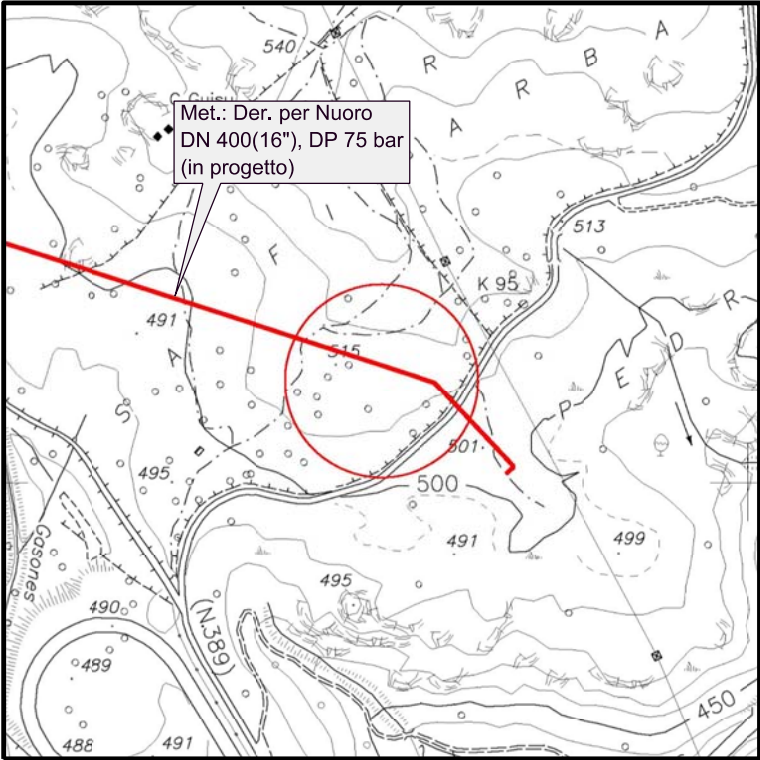 540
A
B
R
R
A
Met.: Der. per Nuoro
DN 400(16"), DP 75 bar
(in progetto)
513
F
K 95
491
515
R
D
A
E
P
S
501
495
500
491
499
Gasones
495
490
(N.389)
489
450
488
491